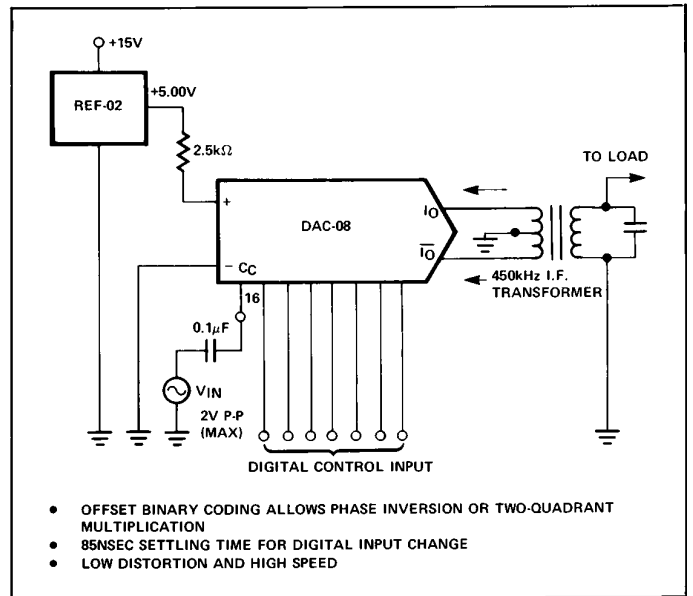 +15V
REF-02
+5.00V
2.5kΩ
TO LOAD
+
IO
DAC-08
IO
− CC
16
450kHz I.F.
TRANSFORMER
0.1μF
VIN
2V P-P
(MAX)
DIGITAL CONTROL INPUT
• OFFSET BINARY CODING ALLOWS PHASE INVERSION OR TWO-QUADRANT
MULTIPLICATION
• 85NSEC SETTLING TIME FOR DIGITAL INPUT CHANGE
• LOW DISTORTION AND HIGH SPEED